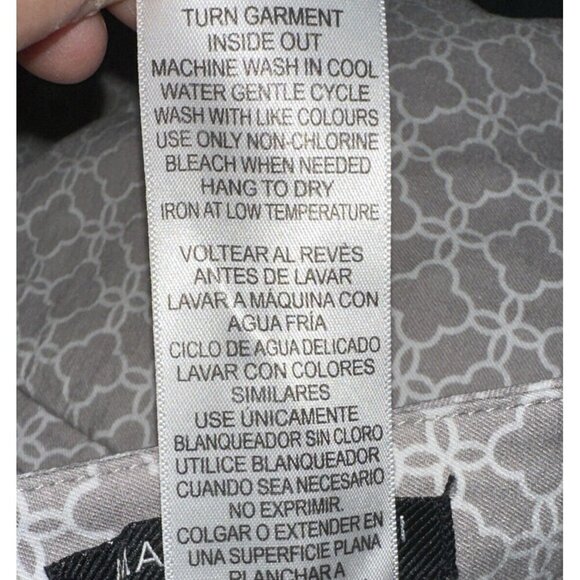 TURN GARMENT
INSIDE OUT
MACHINE WASH IN COOL
WATER GENTLE CYCLE
WASH WITH LIKE COLOURS
USE ONLY NON-CHLORINE
BLEACH WHEN NEEDED
HANG TO DRY
IRON AT LOW TEMPERATURE
VOLTEAR AL REVÈS
ANTES DE LAVAR
LAVAR A MÁQUINA CON
AGUA FRÍA
CICLO DE AGUA DELICADO
LAVAR CON COLORES
SIMILARES
USE UNICAMENTE
BLANQUEADOR SIN CLORO
UTILICE BLANQUEADOR
CUANDO SEA NECESARIO
NO EXPRIMIR.
COLGAR O EXTENDER EN
UNA SUPERFICIE PLANA
PLANCHAR A